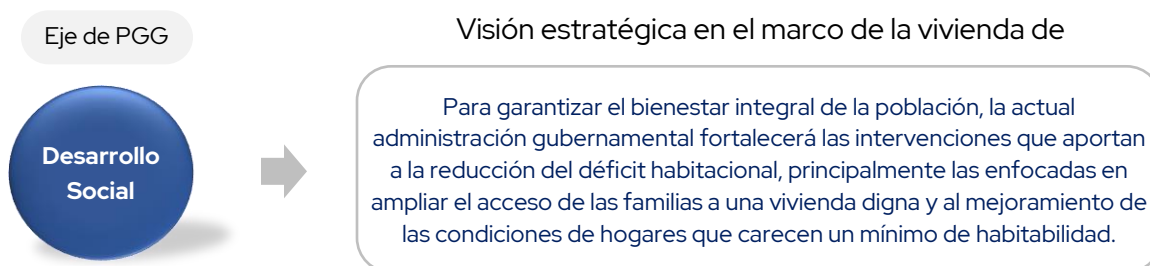 Eje de PGG
Visión estratégica en el marco de la vivienda de
Desarrollo
Social
Para garantizar el bienestar integral de la población, la actual
administración gubernamental fortalecerá las intervenciones que aportan
a la reducción del déficit habitacional, principalmente las enfocadas en
ampliar el acceso de las familias a una vivienda digna y al mejoramiento de
las condiciones de hogares que carecen un mínimo de habitabilidad.